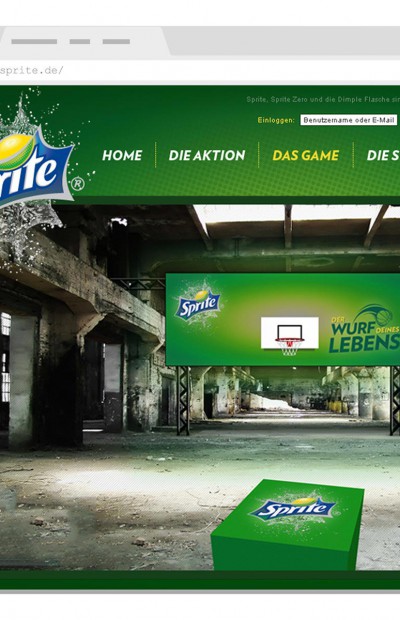 sprite.de/
Sprite, Sprite Zero und die Dimple Flasche sin
Einloggen: Benutzername oder E-Mail
Sprite ®
HOME DIE AKTION DAS GAME DIE S
Sprite
DER
WURF
DEINES
LEBENS
Sprite